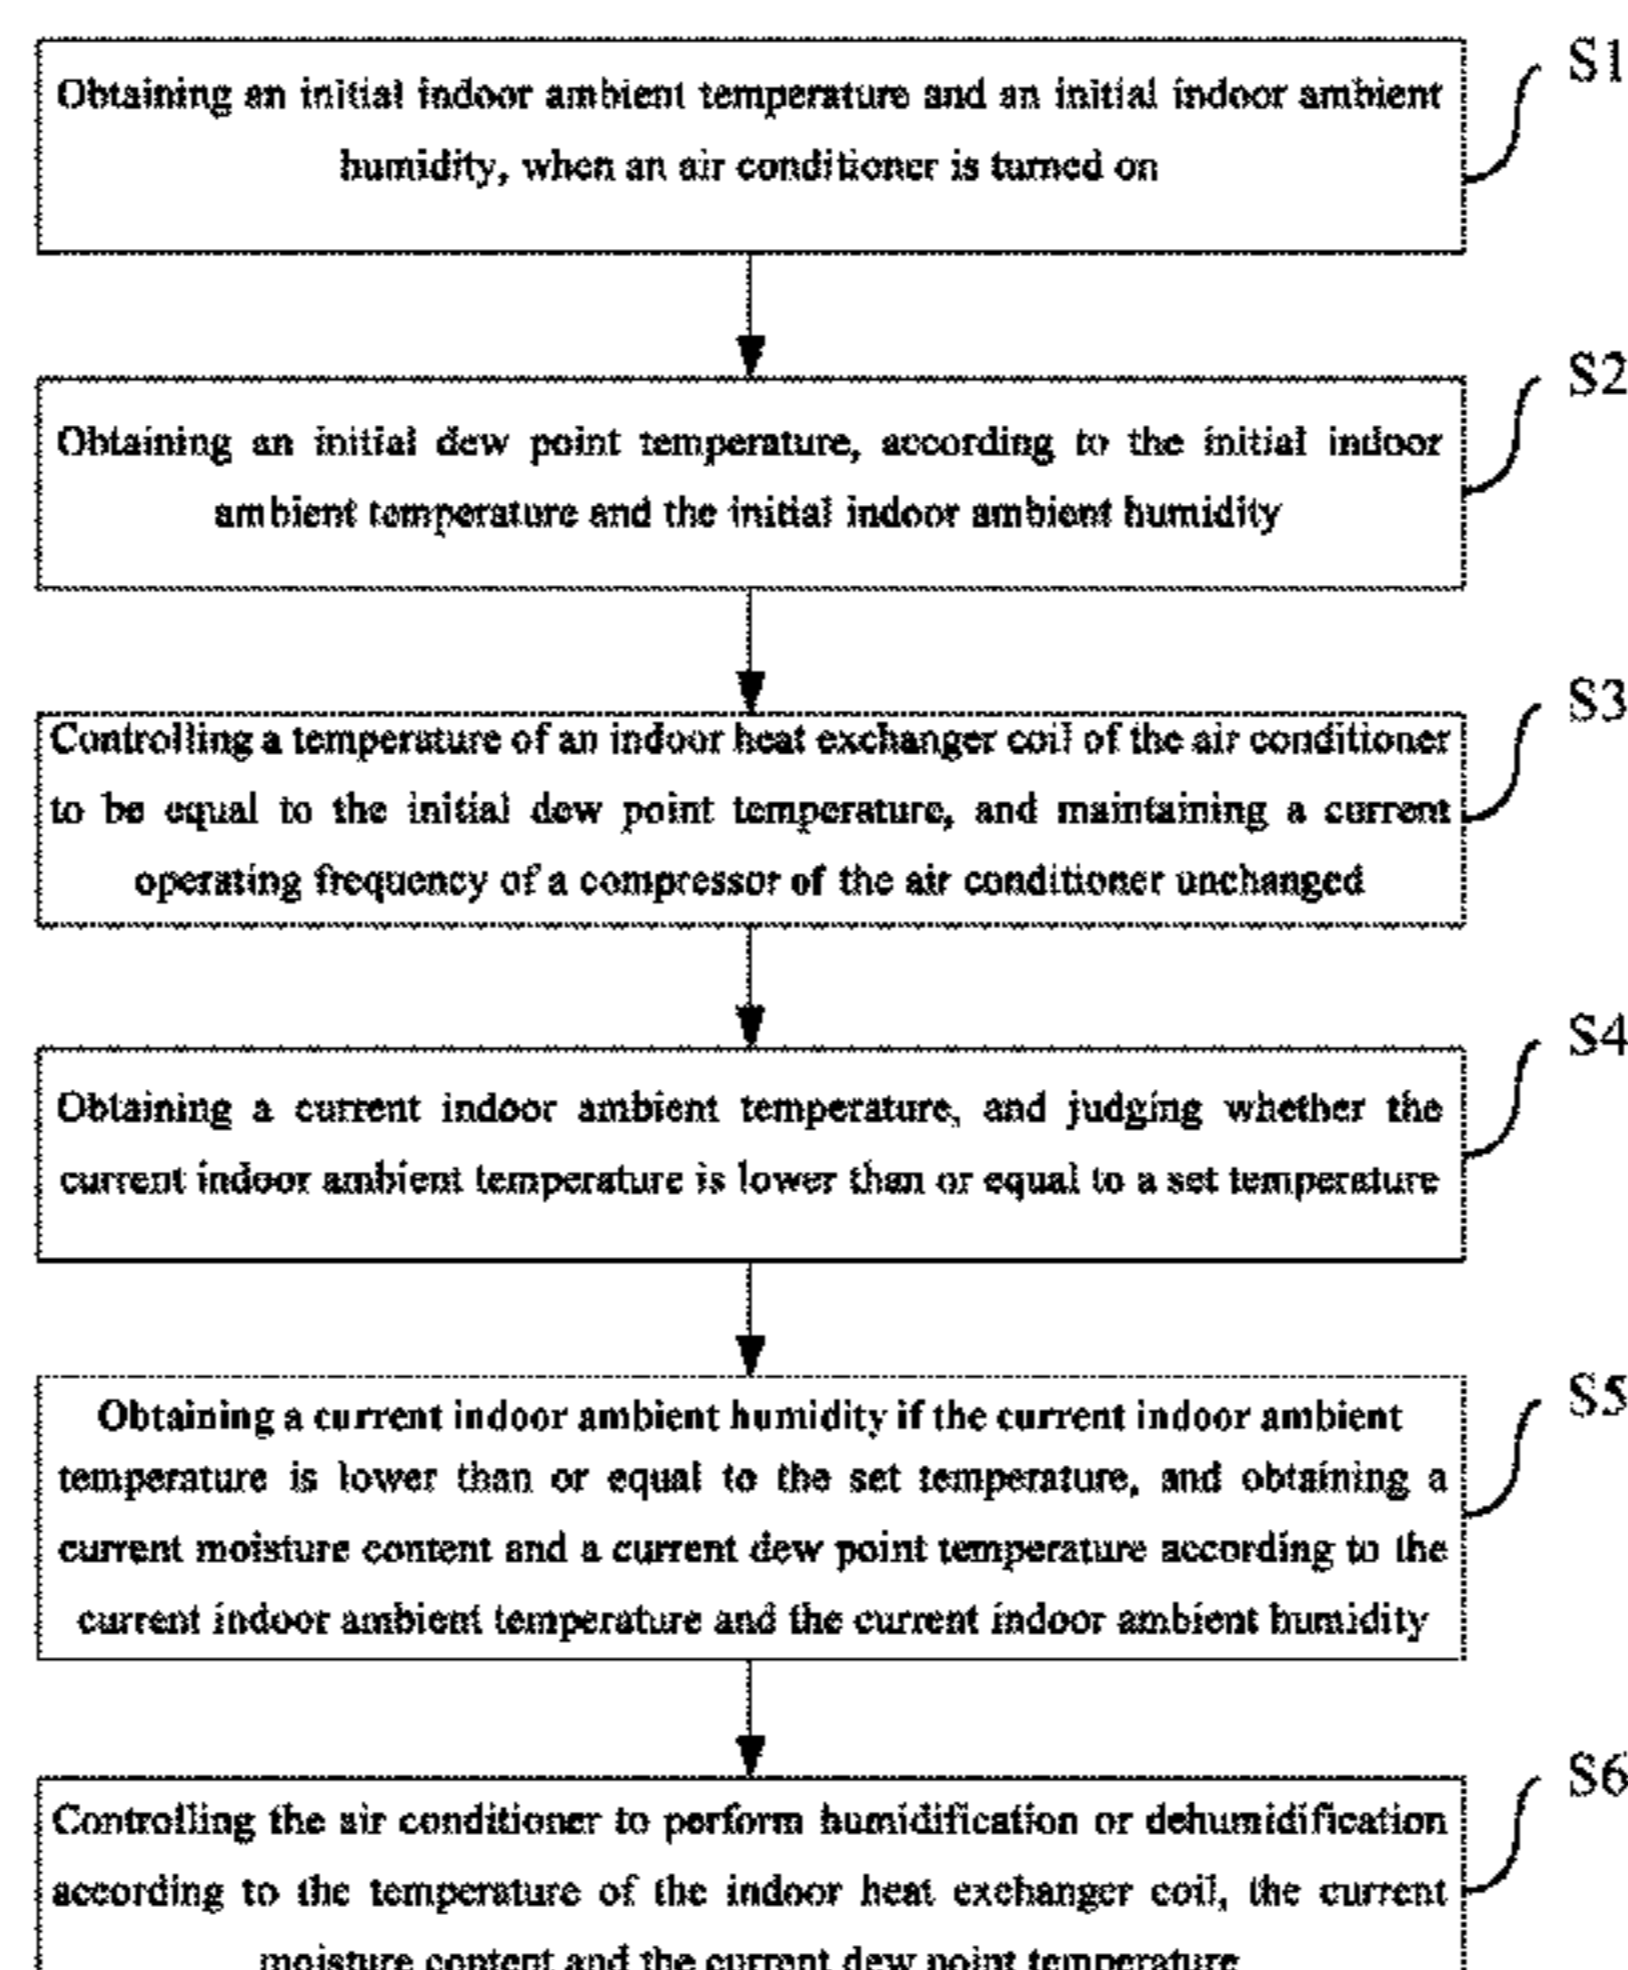 Obtaining an initial indoor ambient temperature and an initial indoor ambient
humidity, when an air conditioner is turned on
S1
Obtaining an initial dew point temperature, according to the initial indoor
ambient temperature and the initial indoor ambient humidity
S2
Controlling a temperature of an indoor heat exchanger coil of the air conditioner
to be equal to the initial dew point temperature, and maintaining a current
operating frequency of a compressor of the air conditioner unchanged
S3
Obtaining a current indoor ambient temperature, and judging whether the
current indoor ambient temperature is lower than or equal to a set temperature
S4
Obtaining a current indoor ambient humidity if the current indoor ambient
temperature is lower than or equal to the set temperature, and obtaining a
current moisture content and a current dew point temperature according to the
current indoor ambient temperature and the current indoor ambient humidity
S5
Controlling the air conditioner to perform humidification or dehumidification
according to the temperature of the indoor heat exchanger coil, the current
moisture content and the current dew point temperature
S6